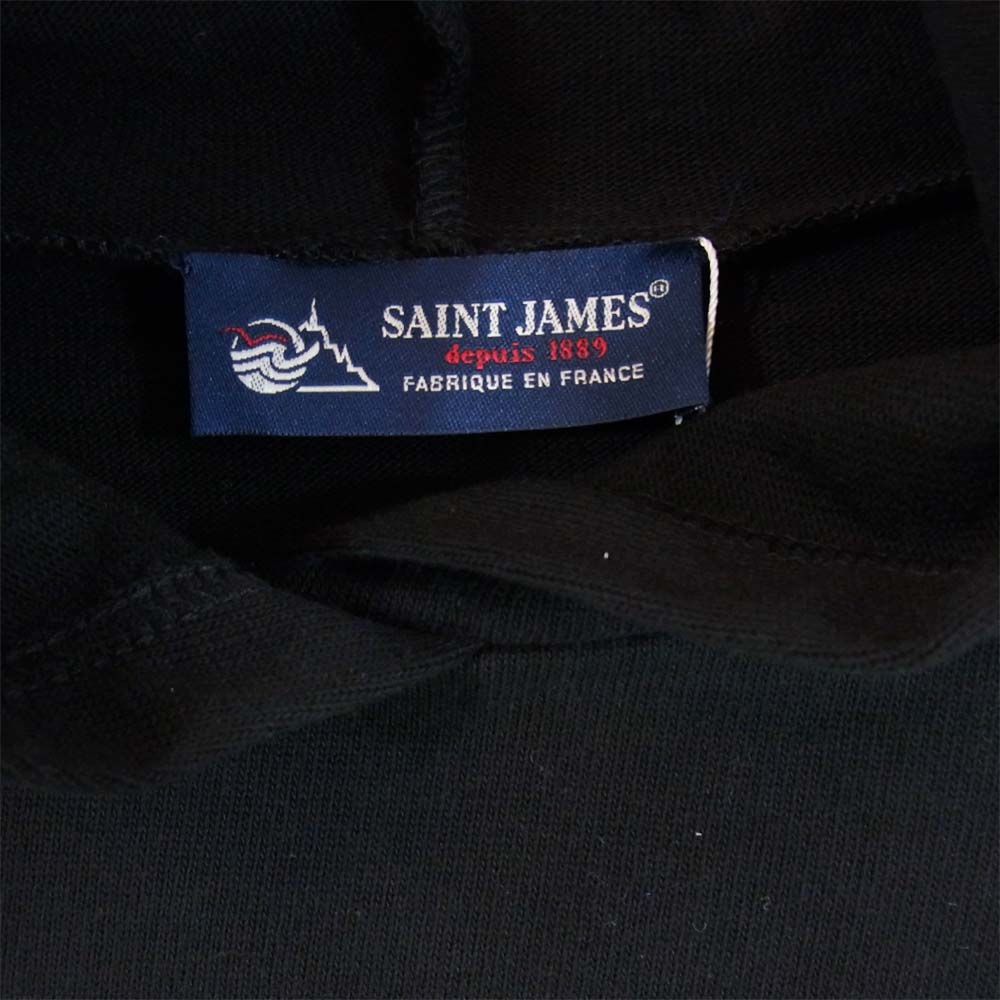 SAINT JAMES®
depuis 1889
FABRIQUE EN FRANCE